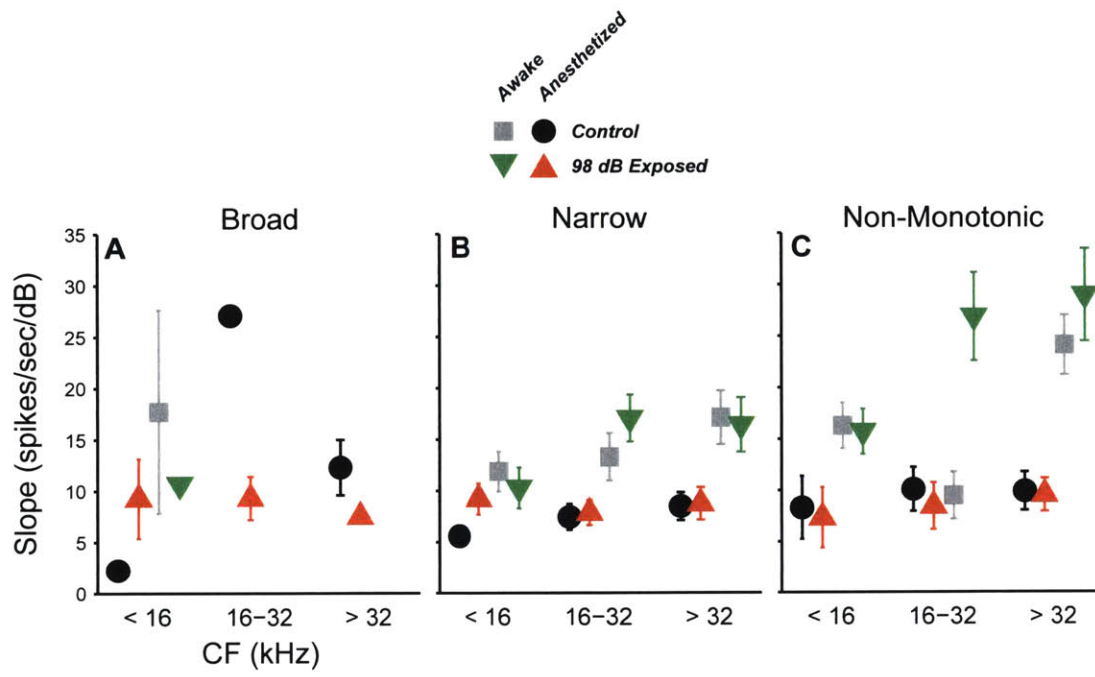 Awake Anesthetized
Control
98 dB Exposed
Broad Narrow Non-Monotonic
A B C
Slope (spikes/sec/dB)
35
30
25
20
15
10
5
0
< 16 16–32 > 32 < 16 16–32 > 32 < 16 16–32 > 32
CF (kHz)